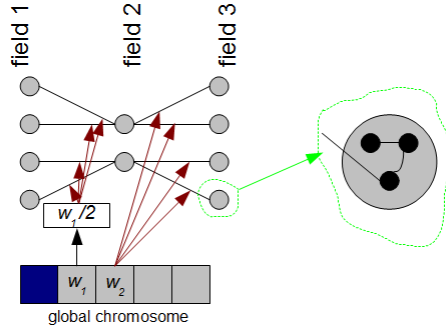 field 1
field 2
field 3
w₁/2
w₁
w₂
global chromosome